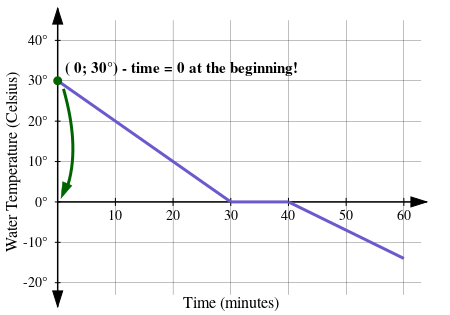 40°
( 0; 30°) - time = 0 at the beginning!
30°
20°
10°
0°
10 20 30 40 50 60
-10°
-20°
Water Temperature (Celsius)
Time (minutes)